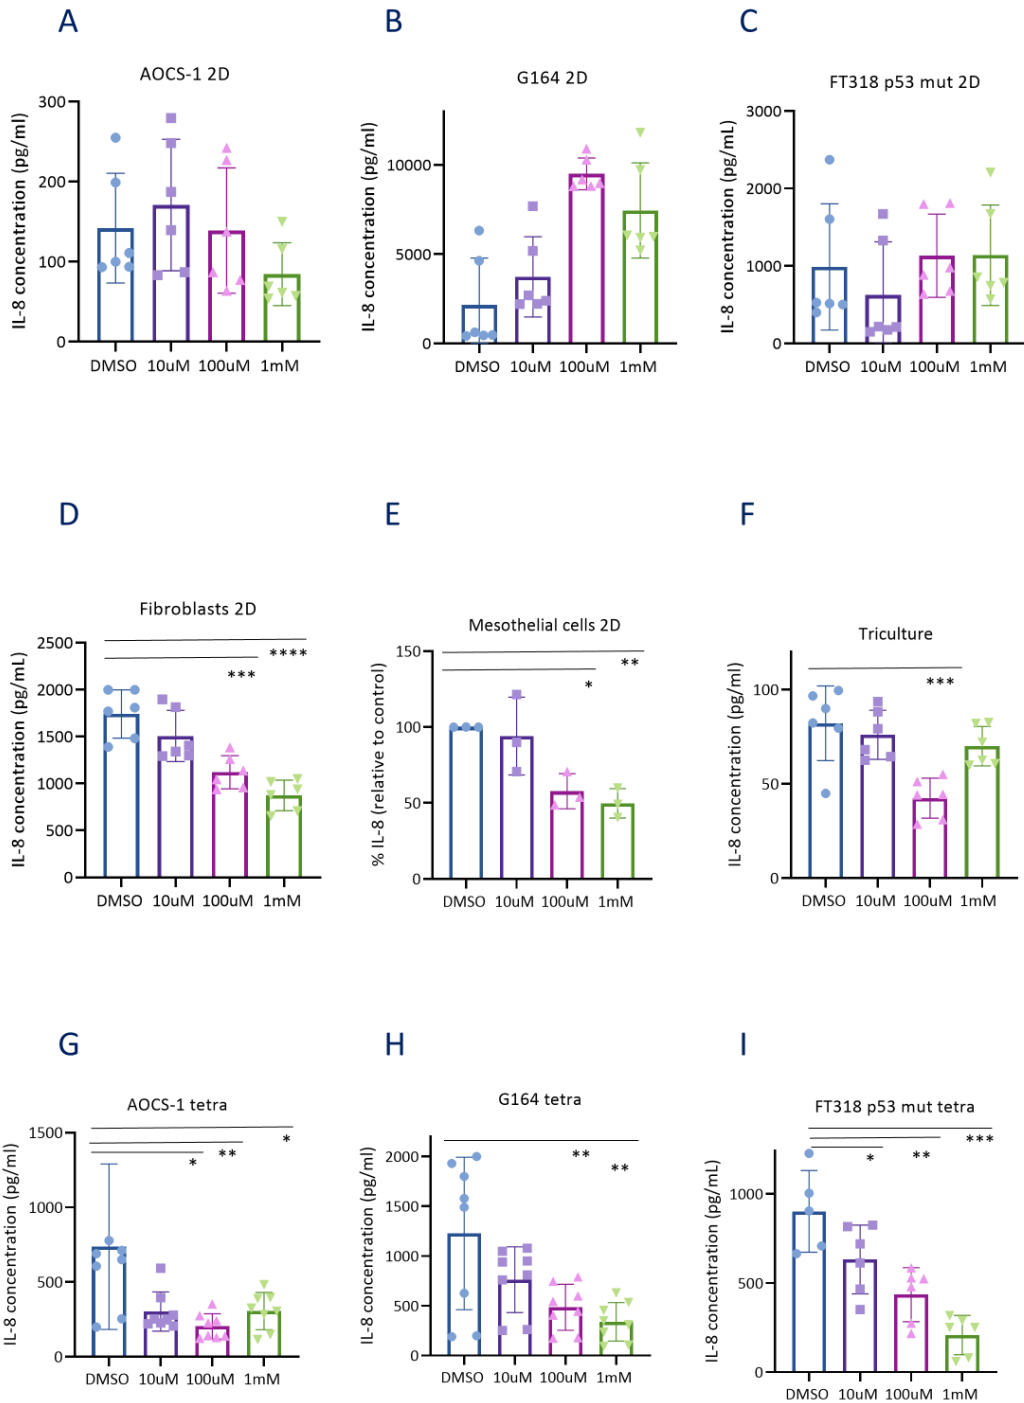 A
B
C
AOCS-1 2D
G164 2D
FT318 p53 mut 2D
IL-8 concentration (pg/ml)
300
200
100
0
DMSO 10uM 100uM 1mM
IL-8 concentration (pg/ml)
10000
5000
0
DMSO 10uM 100uM 1mM
IL-8 concentration (pg/mL)
3000
2000
1000
0
DMSO 10uM 100uM 1mM
D
E
F
Fibroblasts 2D
Mesothelial cells 2D
Triculture
IL-8 concentration (pg/mL)
2500
2000
1500
1000
500
0
****
***
DMSO 10uM 100uM 1mM
% IL-8 (relative to control)
150
100
50
0
**
*
DMSO 10uM 100uM 1mM
IL-8 concentration (pg/ml)
100
50
0
***
DMSO 10uM 100uM 1mM
G
H
I
AOCS-1 tetra
G164 tetra
FT318 p53 mut tetra
IL-8 concentration (pg/ml)
1500
1000
500
0
*
**
*
DMSO 10uM 100uM 1mM
IL-8 concentration (pg/ml)
2000
1500
1000
500
0
**
**
DMSO 10uM 100uM 1mM
IL-8 concentration (pg/mL)
1000
500
0
*
**
***
DMSO 10uM 100uM 1mM